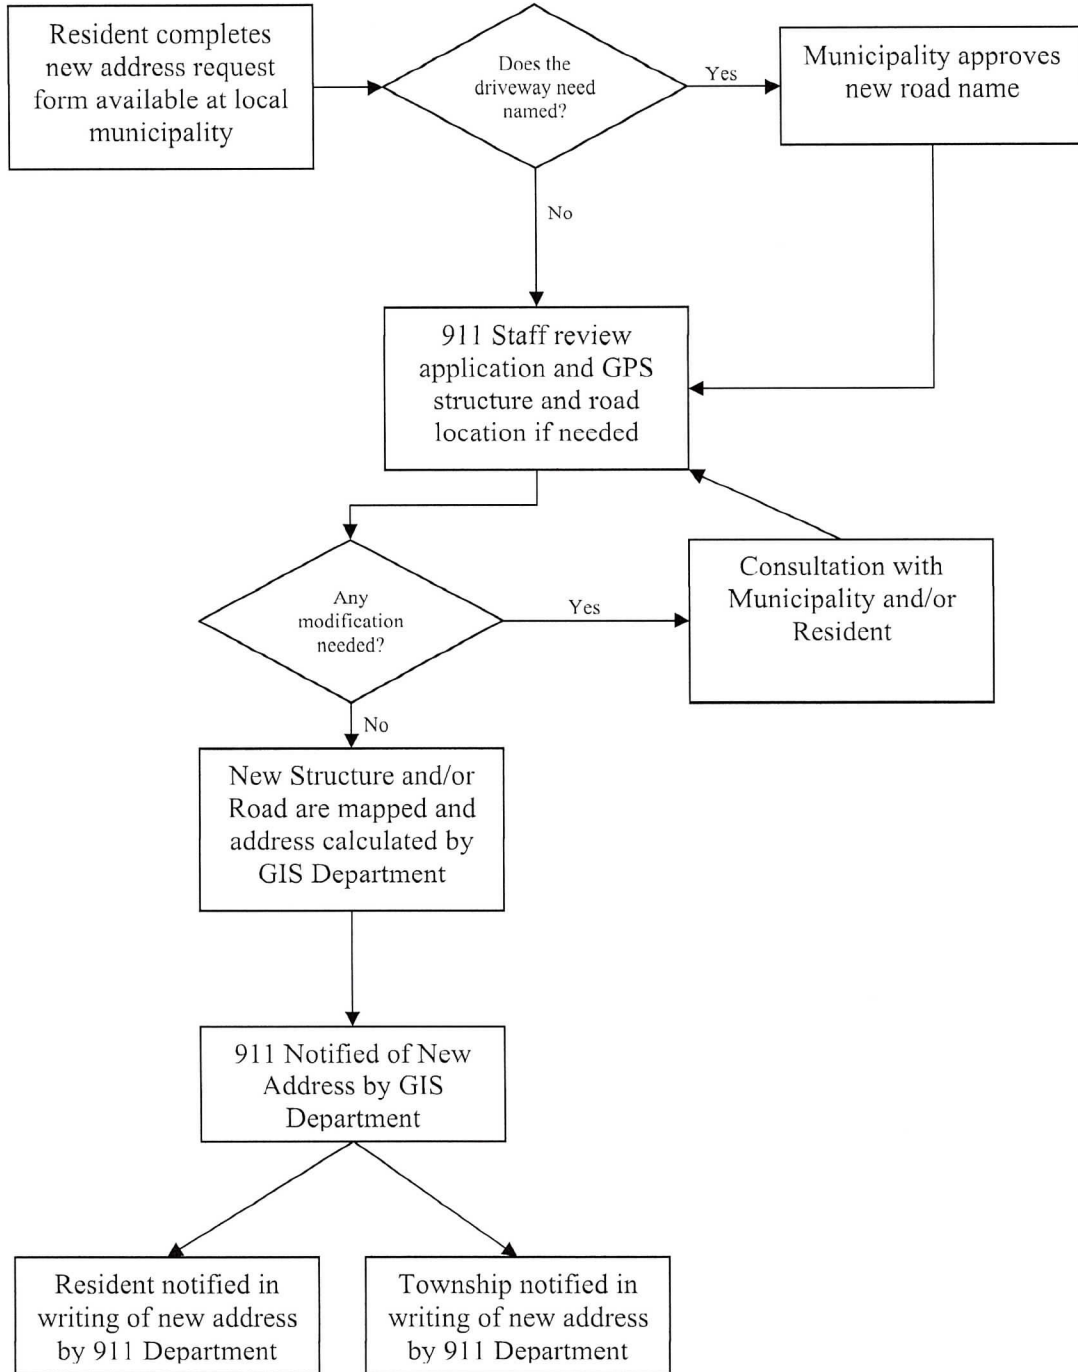 Resident completes
new address request
form available at local
municipality
Does the
driveway need
named?
Yes
Municipality approves
new road name
No
911 Staff review
application and GPS
structure and road
location if needed
Any
modification
needed?
Yes
Consultation with
Municipality and/or
Resident
No
New Structure and/or
Road are mapped and
address calculated by
GIS Department
911 Notified of New
Address by GIS
Department
Resident notified in
writing of new address
by 911 Department
Township notified in
writing of new address
by 911 Department